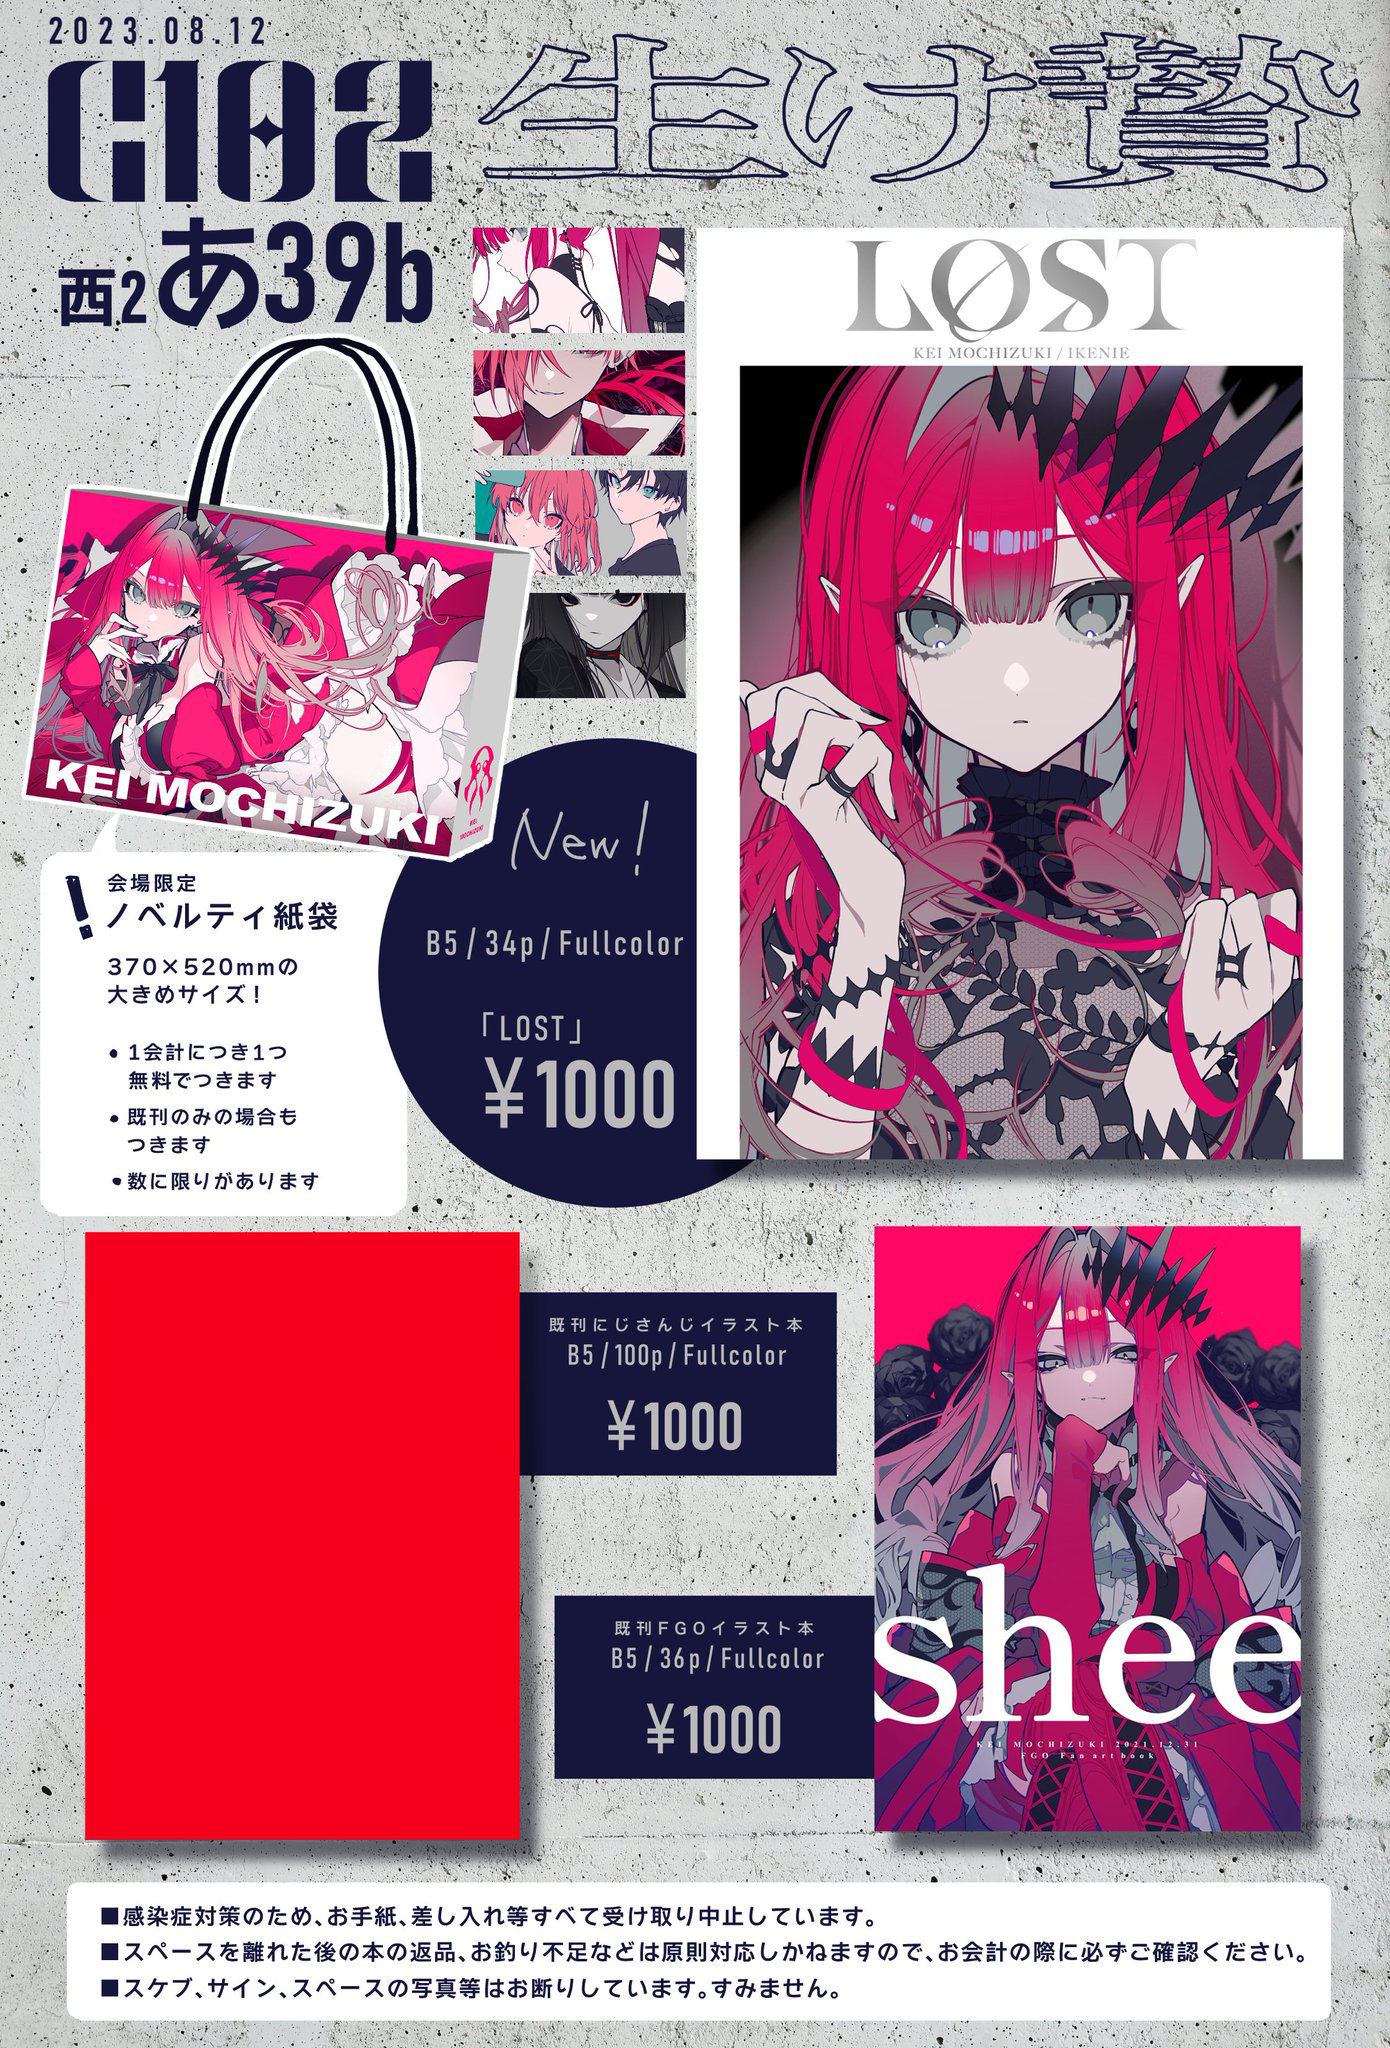 2023.08.12
C102
西2あ39b
生け贄
LOST
KEI MOCHIZUKI / IKENIE
KEI MOCHIZUKI
KEI
MOCHIZUKI
!
会場限定
ノベルティ紙袋
370×520mmの
大きめサイズ！
• 1会計につき1つ
無料でつきます
• 既刊のみの場合も
つきます
• 数に限りがあります
New!
B5 / 34p / Fullcolor
「LOST」
¥1000
既刊にじさんじイラスト本
B5 / 100p / Fullcolor
¥1000
既刊FGOイラスト本
B5 / 36p / Fullcolor
¥1000
shee
KEI MOCHIZUKI 2021.12.31
FGO Fan art book
■感染症対策のため、お手紙、差し入れ等すべて受け取り中止しています。
■スペースを離れた後の本の返品、お釣り不足などは原則対応しかねますので、お会計の際に必ずご確認ください。
■スケブ、サイン、スペースの写真等はお断りしています。すみません。